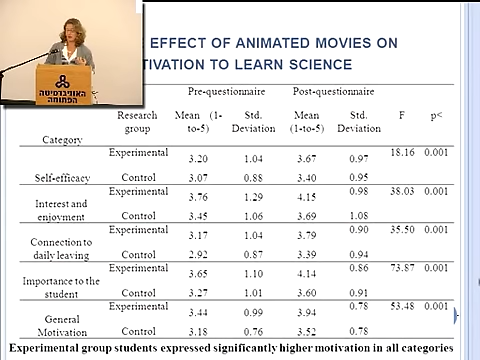 EFFECT OF ANIMATED MOVIES ON
TIVATION TO LEARN SCIENCE
האוניברסיטה
הפתוחה
Pre-questionnaire Post-questionnaire
Category Research group Mean (1-to-5) Std. Deviation Mean (1-to-5) Std. Deviation F p<
Self-efficacy Experimental 3.20 1.04 3.67 0.97 18.16 0.001
Control 3.07 0.88 3.40 0.95
Interest and enjoyment Experimental 3.76 1.29 4.15 0.98 38.03 0.001
Control 3.45 1.06 3.69 1.08
Connection to daily leaving Experimental 3.17 1.04 3.79 0.90 35.50 0.001
Control 2.92 0.87 3.39 0.94
Importance to the student Experimental 3.65 1.10 4.14 0.86 73.87 0.001
Control 3.27 1.01 3.60 0.91
General Motivation Experimental 3.44 0.99 3.94 0.78 53.48 0.001
Control 3.18 0.76 3.52 0.78
Experimental group students expressed significantly higher motivation in all categories